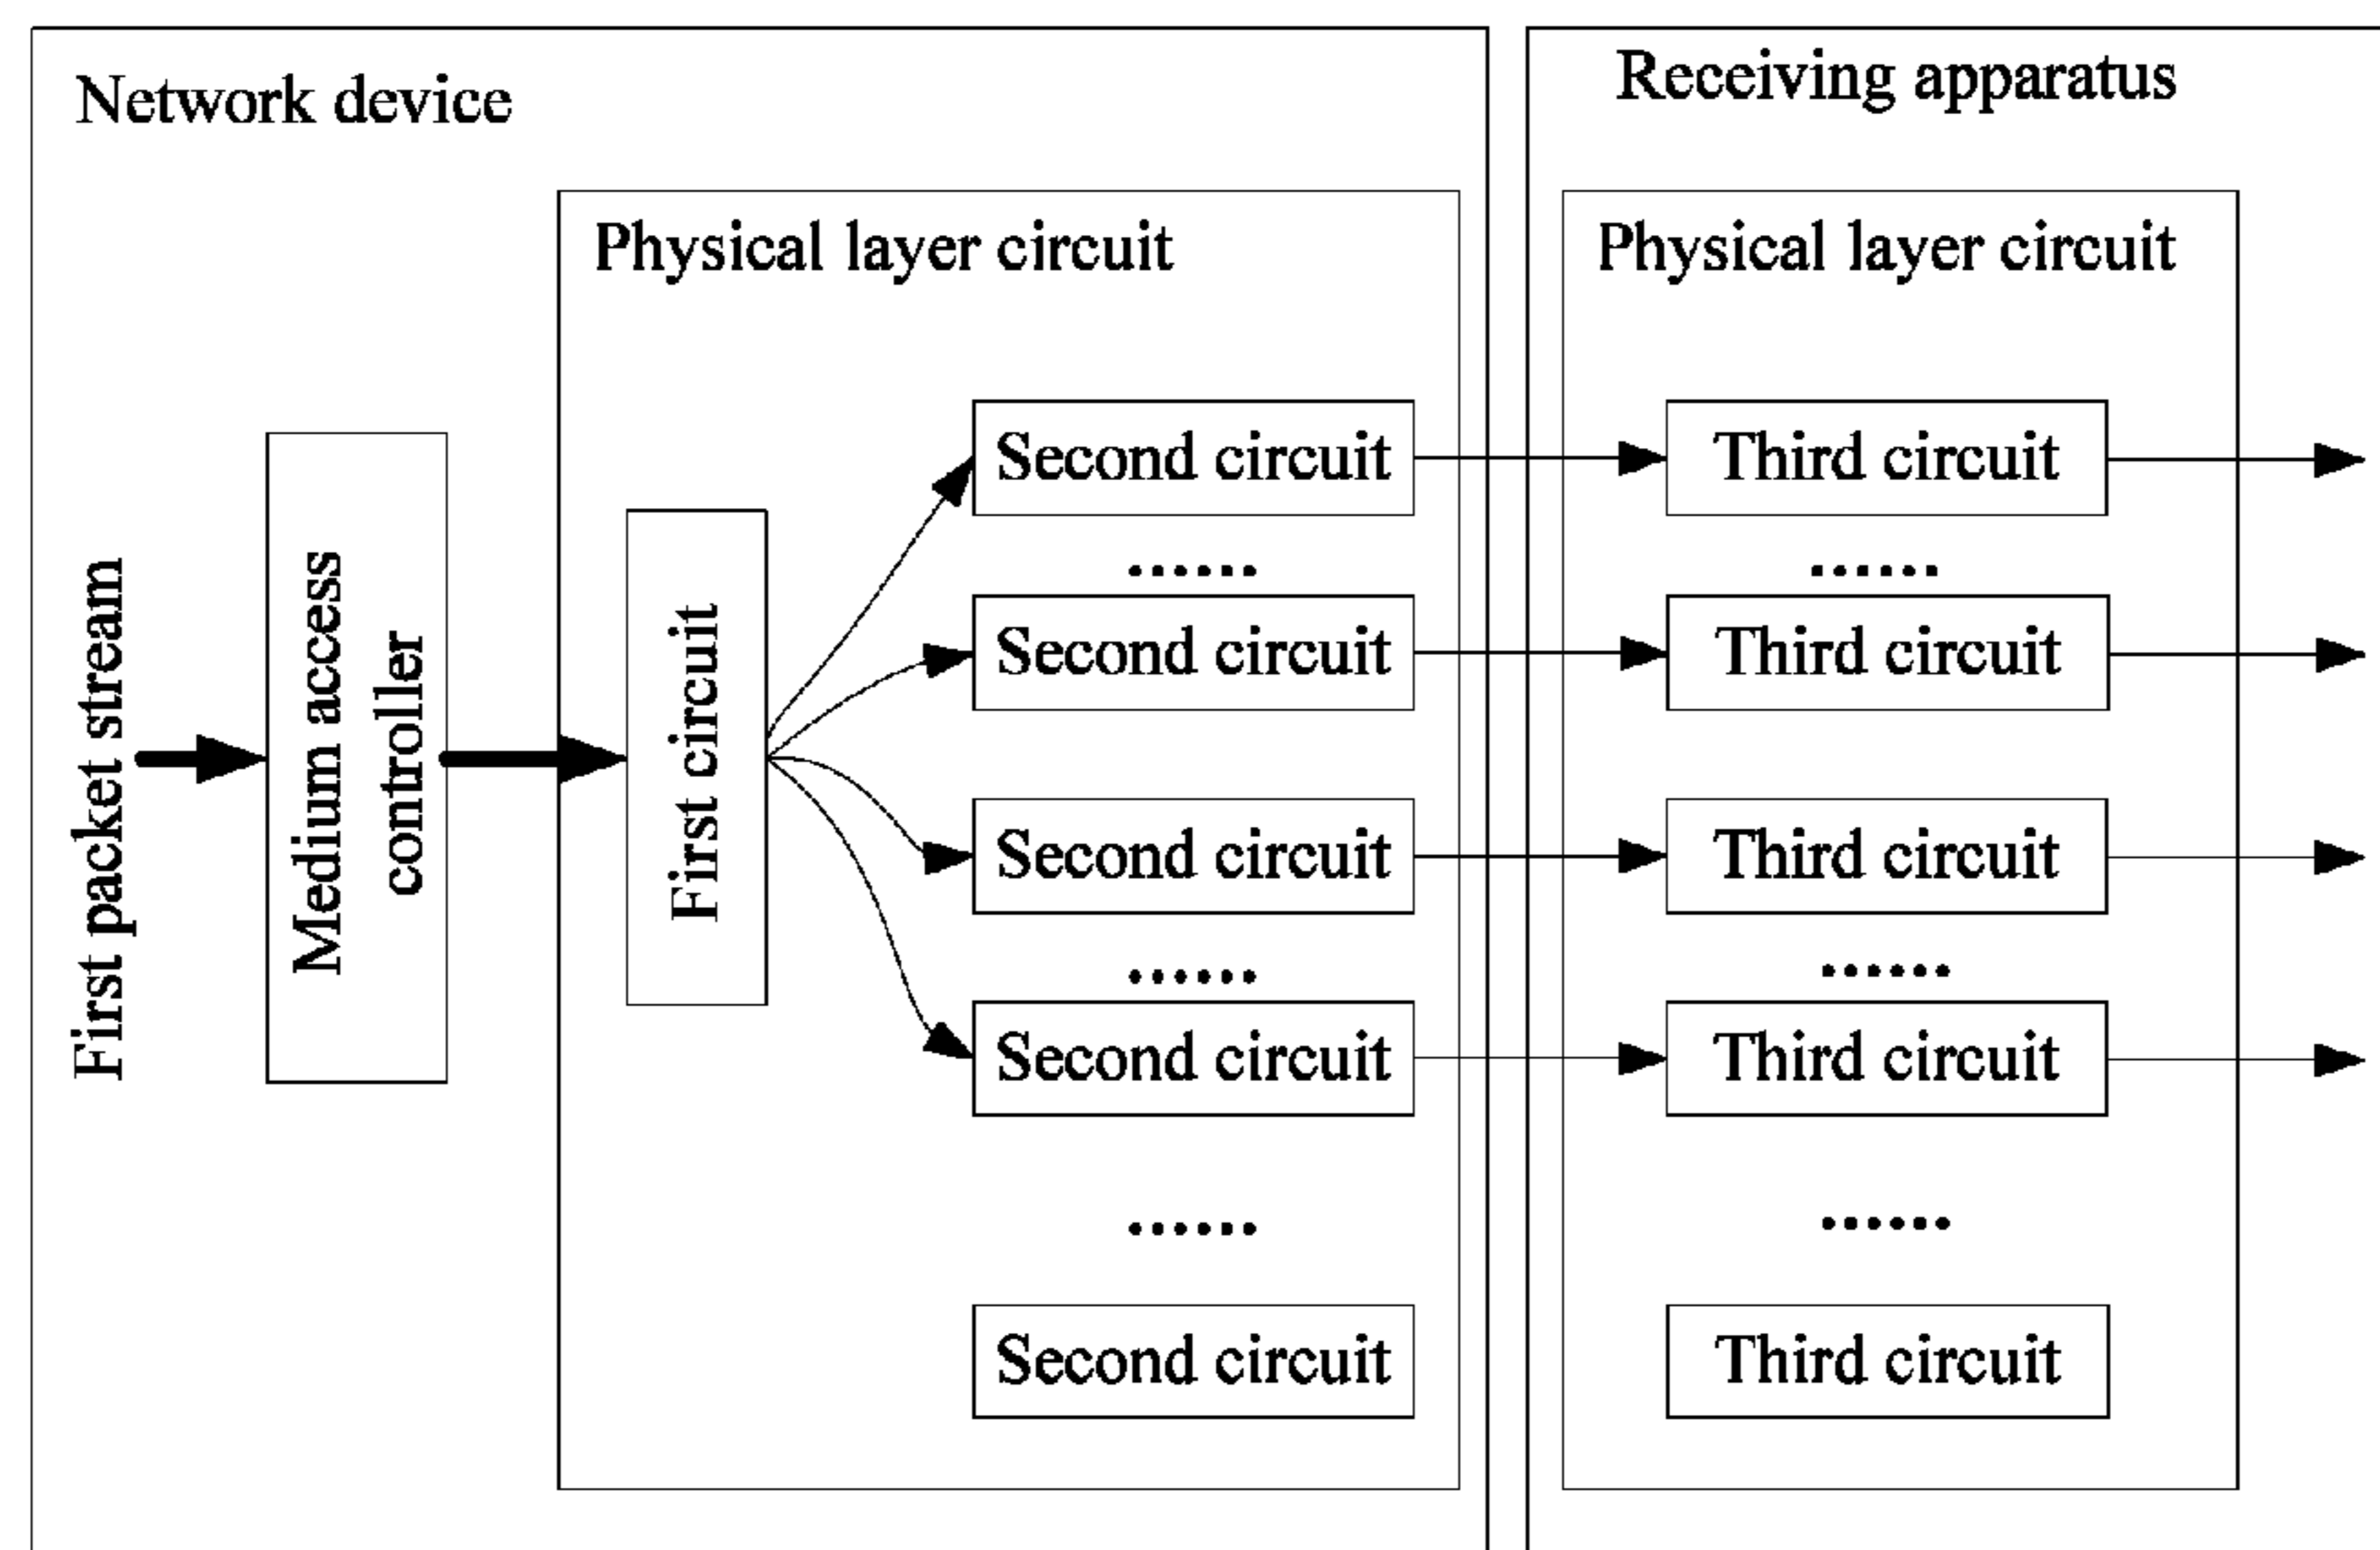 Network device
Receiving apparatus
Physical layer circuit
Physical layer circuit
First packet stream
Medium access
controller
First circuit
Second circuit
Third circuit
......
......
Second circuit
Third circuit
Second circuit
Third circuit
......
......
Second circuit
Third circuit
......
......
Second circuit
Third circuit